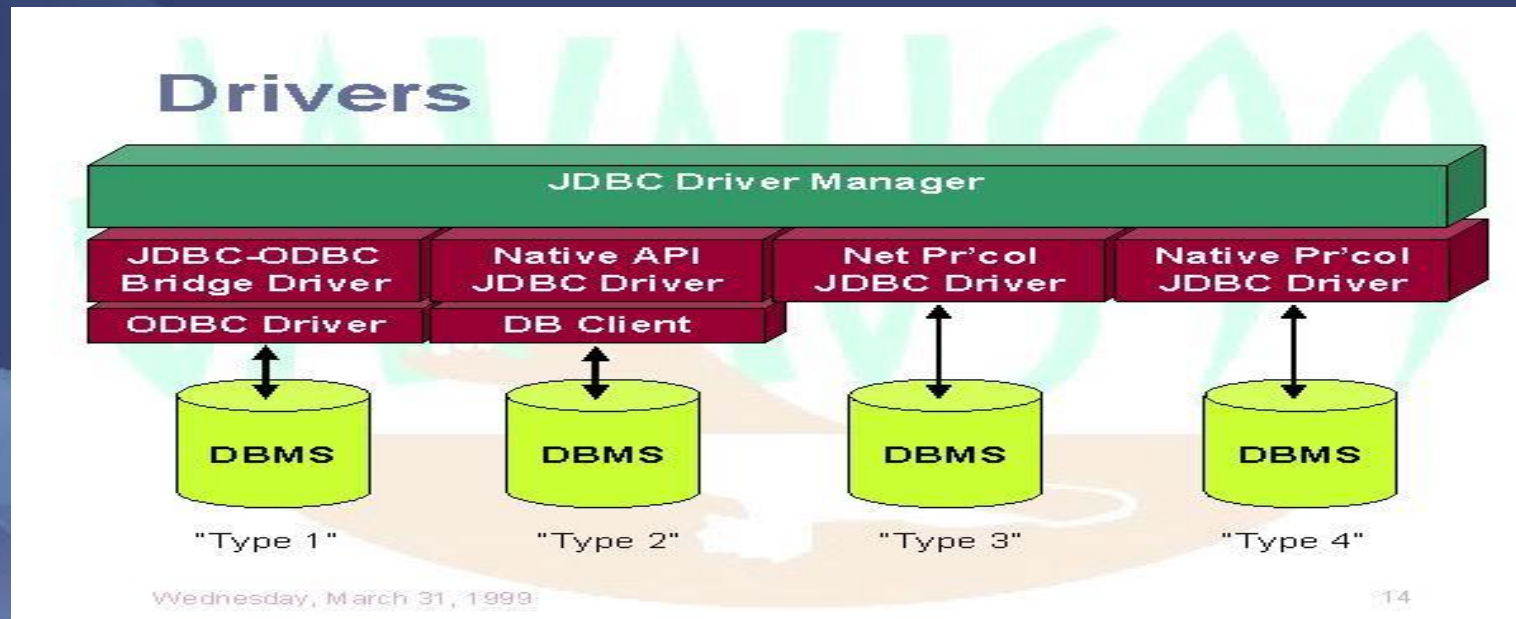 Drivers
JDBC Driver Manager
JDBC-ODBC
Bridge Driver
Native API
JDBC Driver
Net Pr'col
JDBC Driver
Native Pr'col
JDBC Driver
ODBC Driver
DB Client
DBMS
DBMS
DBMS
DBMS
"Type 1"
"Type 2"
"Type 3"
"Type 4"
Wednesday, March 31, 1999
14